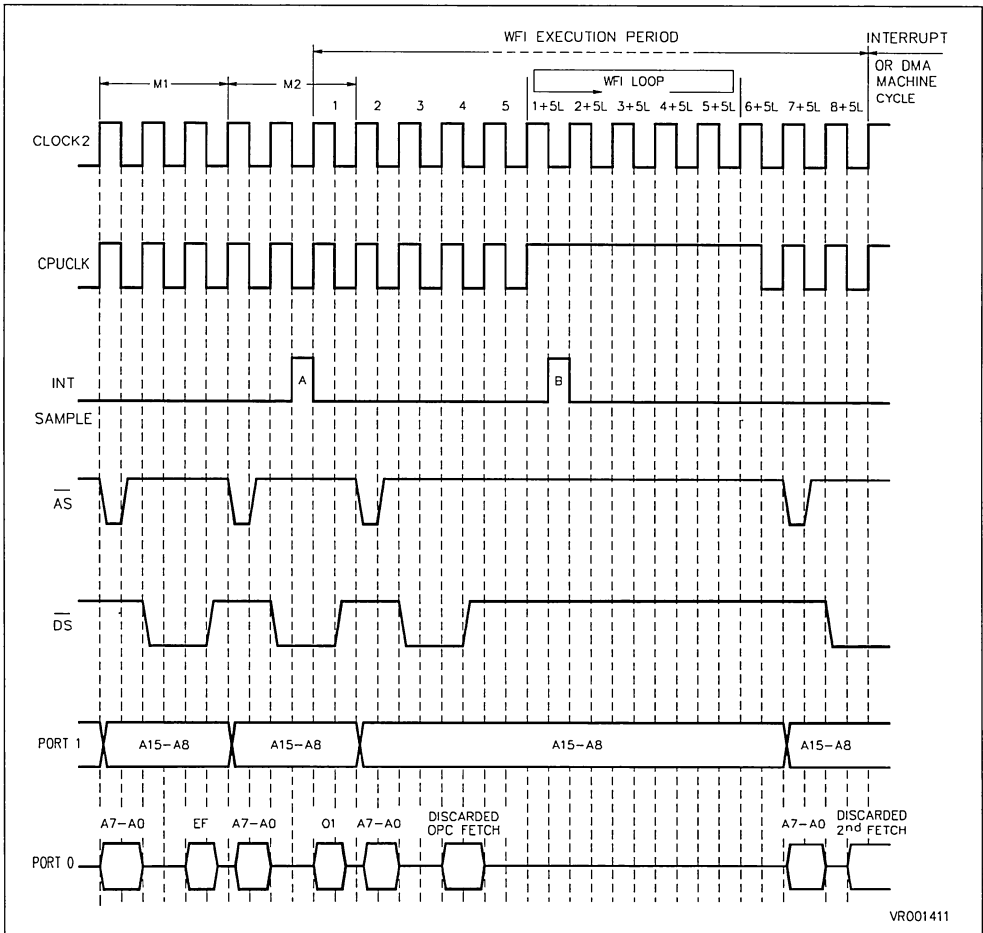 WFI EXECUTION PERIOD
INTERRUPT
OR DMA
MACHINE
CYCLE
M1
M2
WFI LOOP
1 2 3 4 5 1+5L 2+5L 3+5L 4+5L 5+5L 6+5L 7+5L 8+5L
CLOCK2
CPUCLK
INT
SAMPLE
A
B
AS
DS
PORT 1
A15-A8 A15-A8 A15-A8 A15-A8
A7-A0 EF A7-A0 01 A7-A0 DISCARDED
OPC FETCH
A7-A0 DISCARDED
2nd FETCH
PORT 0
VR001411